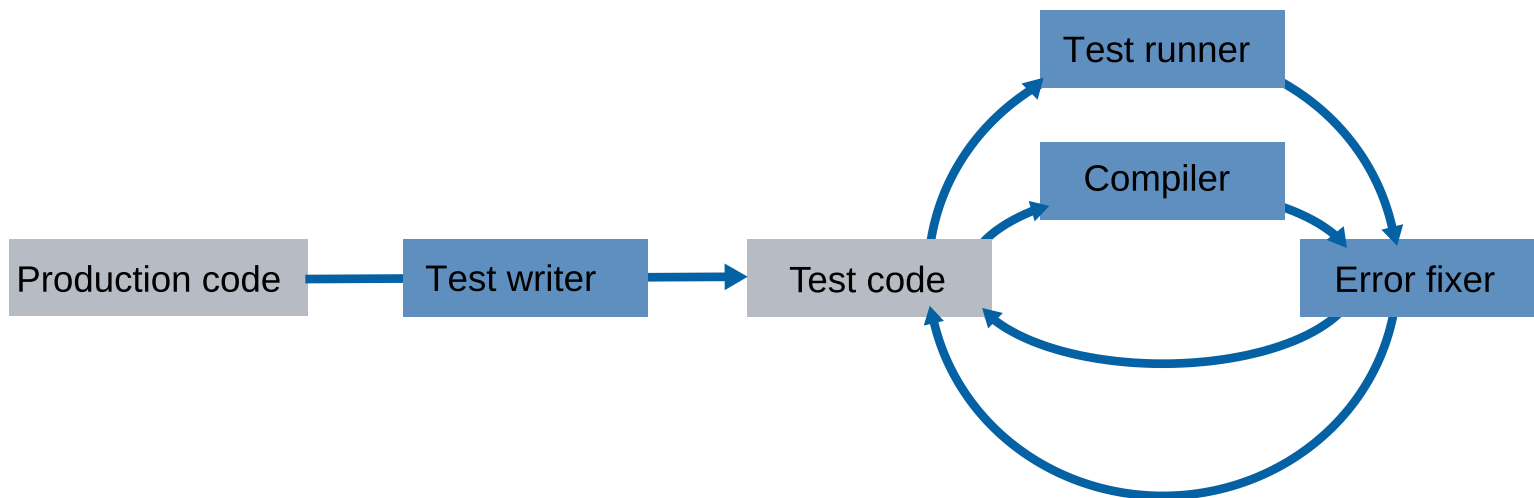 Test runner
Compiler
Production code
Test writer
Test code
Error fixer